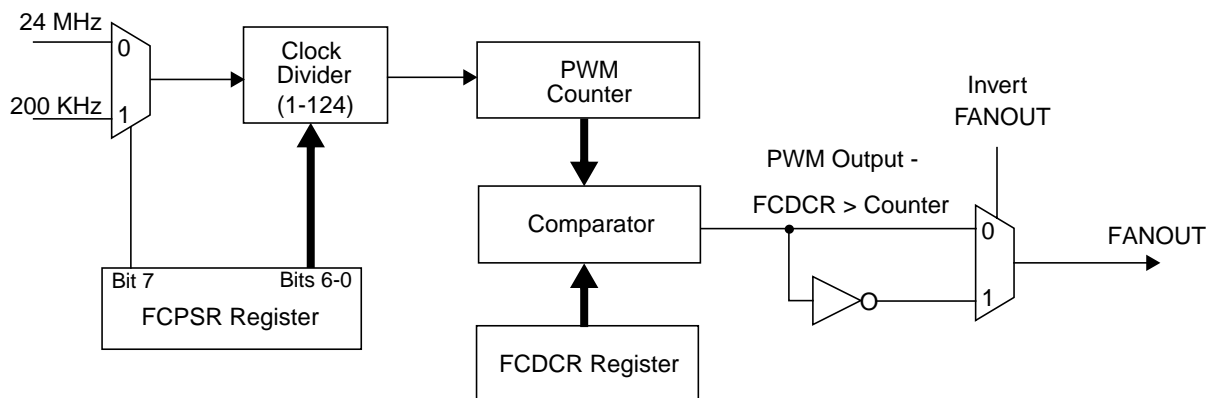 24 MHz
0
200 KHz
1
Clock
Divider
(1-124)
PWM
Counter
Invert
FANOUT
PWM Output -
FCDCR > Counter
Comparator
0
FANOUT
1
Bit 7
Bits 6-0
FCPSR Register
FCDCR Register